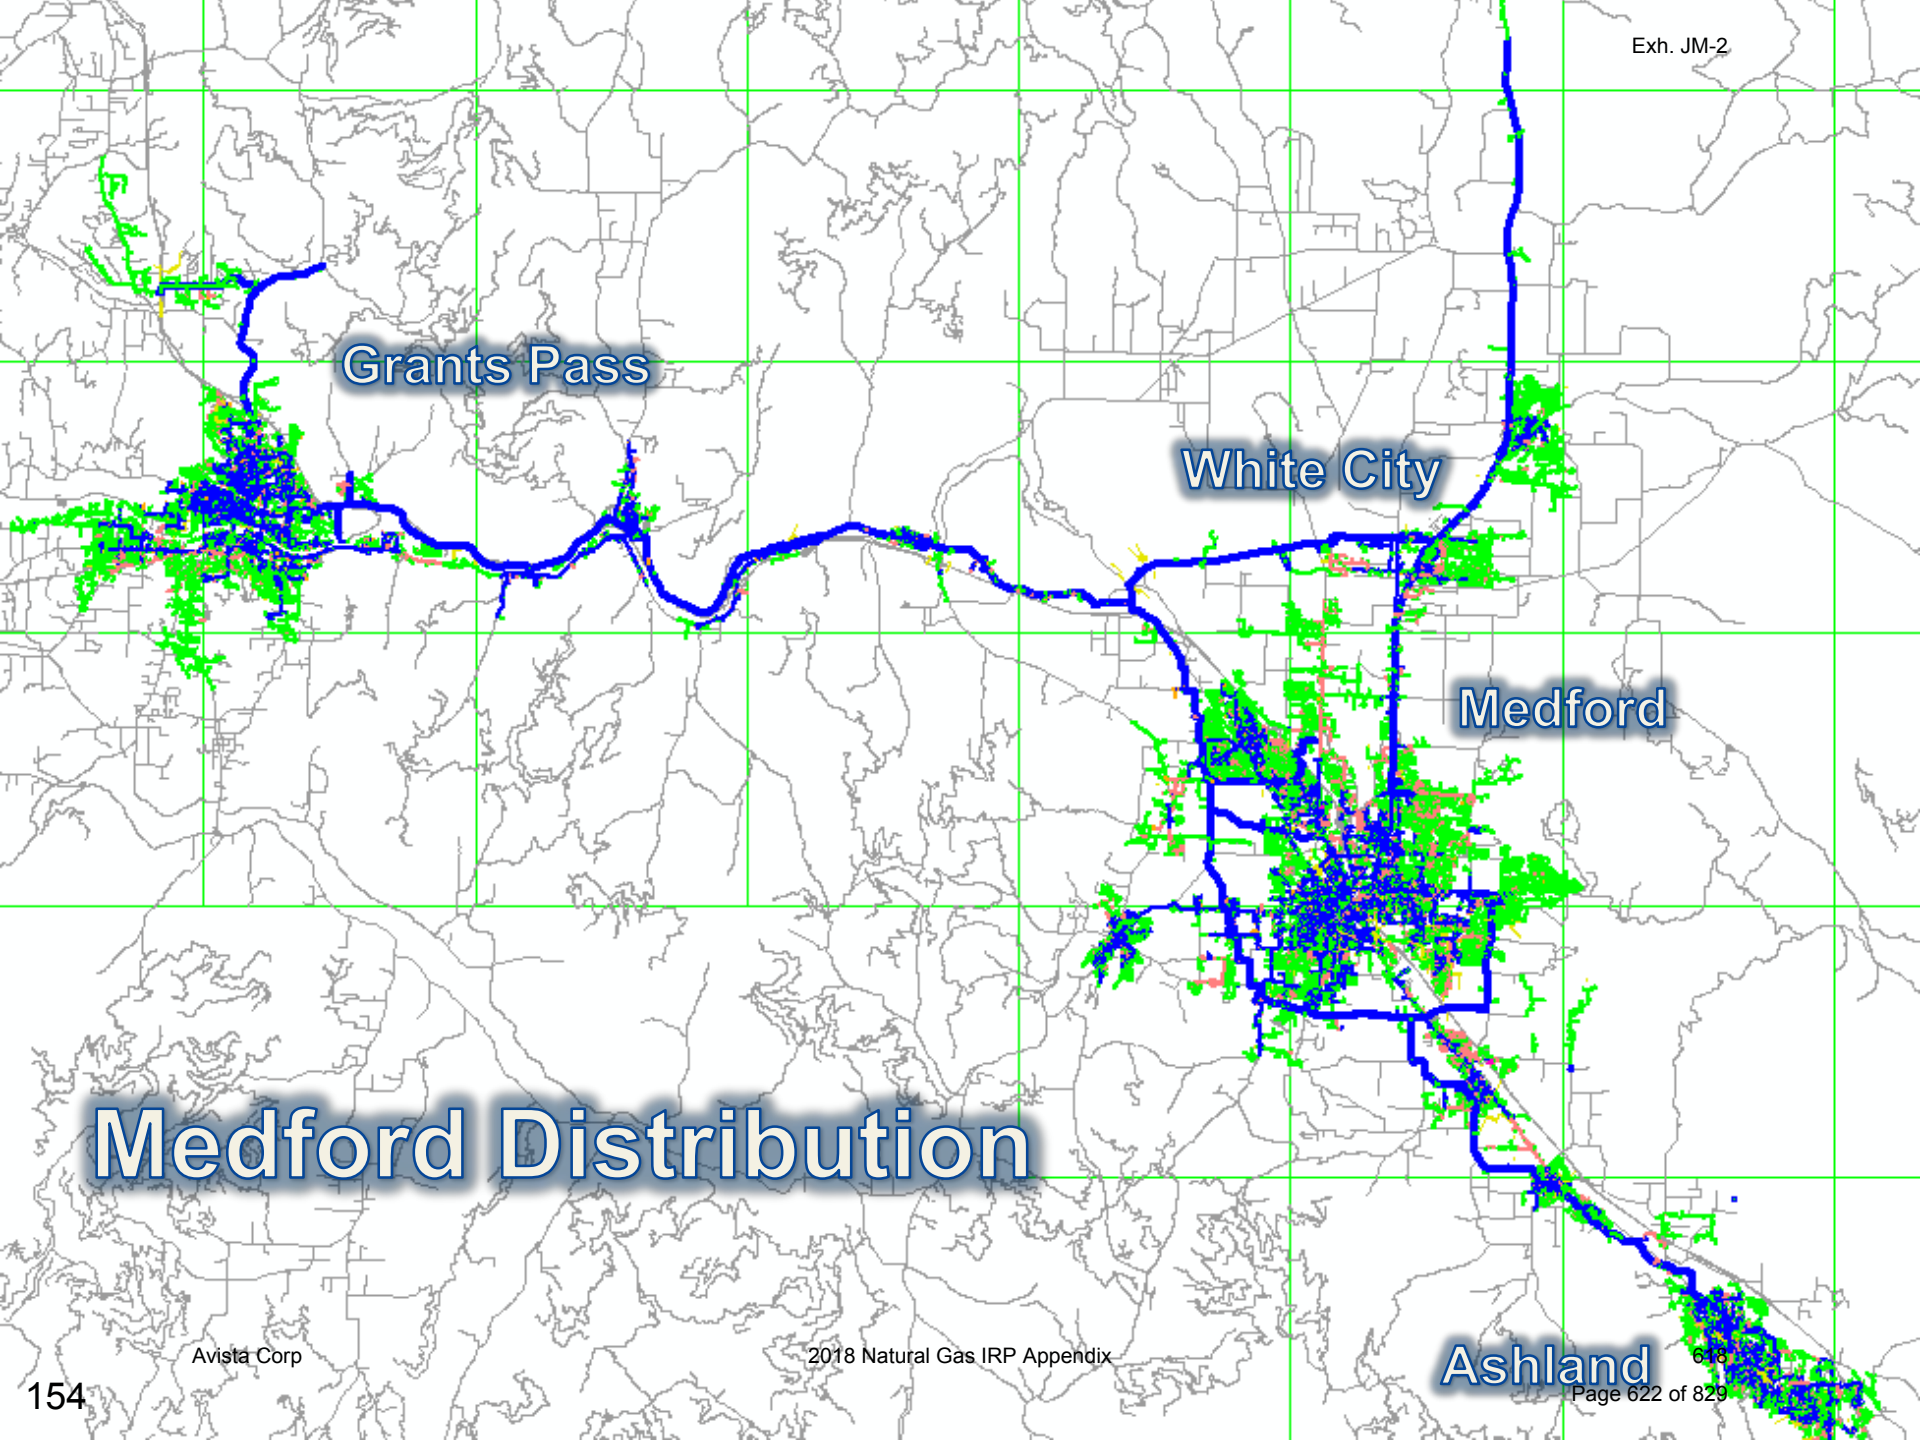 Exh. JM-2
Grants Pass
White City
Medford
Medford Distribution
Ashland
Avista Corp
2018 Natural Gas IRP Appendix
618
154
Page 622 of 829